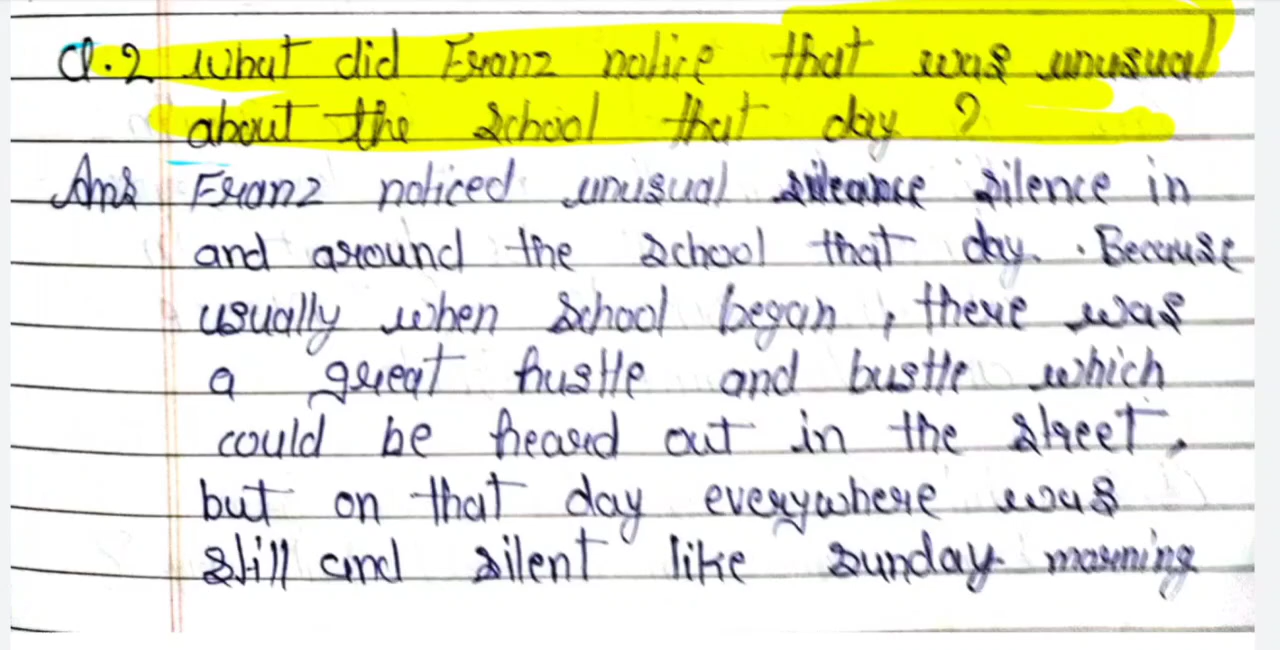 Q.2 What did Franz notice that was unusual
about the school that day ?
Ans Franz noticed unusual silence in
and around the school that day. . Because
usually when school began , there was
a great hustle and bustle which
could be heard out in the street,
but on that day everywhere was
still and silent like sunday morning